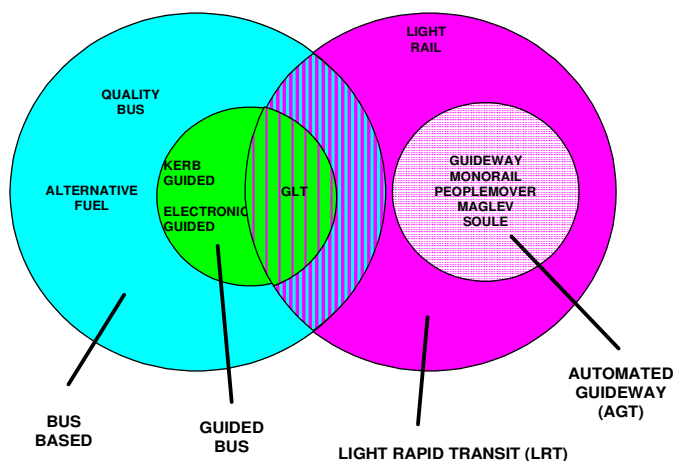 LIGHT
RAIL
QUALITY
BUS
KERB
GUIDED
ELECTRONIC
GUIDED
ALTERNATIVE
FUEL
GLT
GUIDEWAY
MONORAIL
PEOPLEMOVER
MAGLEV
SOULE
BUS
BASED
GUIDED
BUS
LIGHT RAPID TRANSIT (LRT)
AUTOMATED
GUIDEWAY
(AGT)